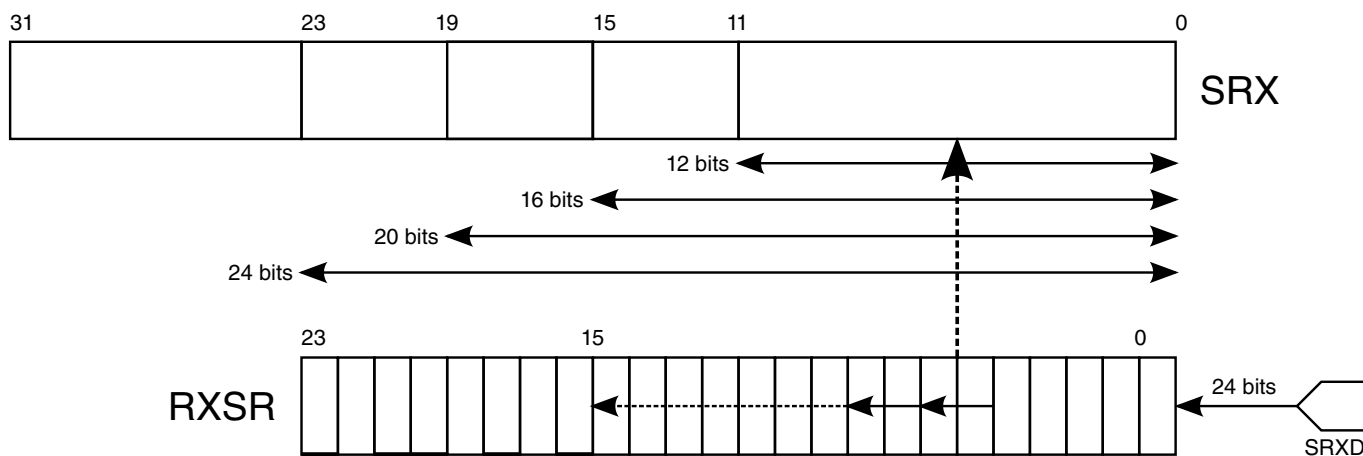 31 23 19 15 11 0
SRX
12 bits
16 bits
20 bits
24 bits
23 15 0
RXSR
24 bits
SRXD